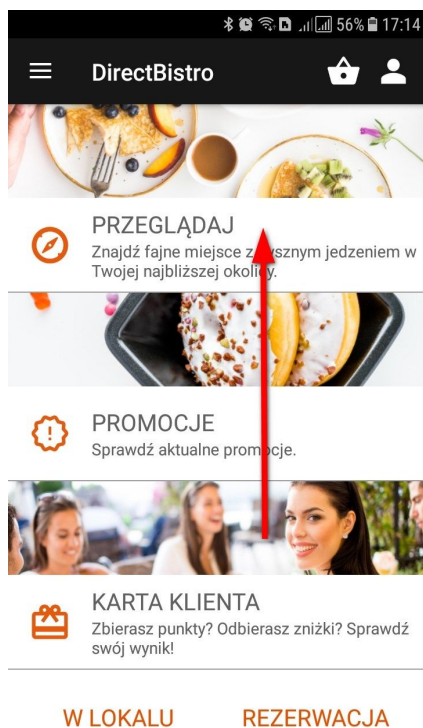 56% 17:14
DirectBistro
PRZEGLĄDAJ
Znajdź fajne miejsce z pysznym jedzeniem w
Twojej najbliższej okolicy.
PROMOCJE
Sprawdź aktualne promocje.
KARTA KLIENTA
Zbierasz punkty? Odbierasz zniżki? Sprawdź
swój wynik!
W LOKALU REZERWACJA